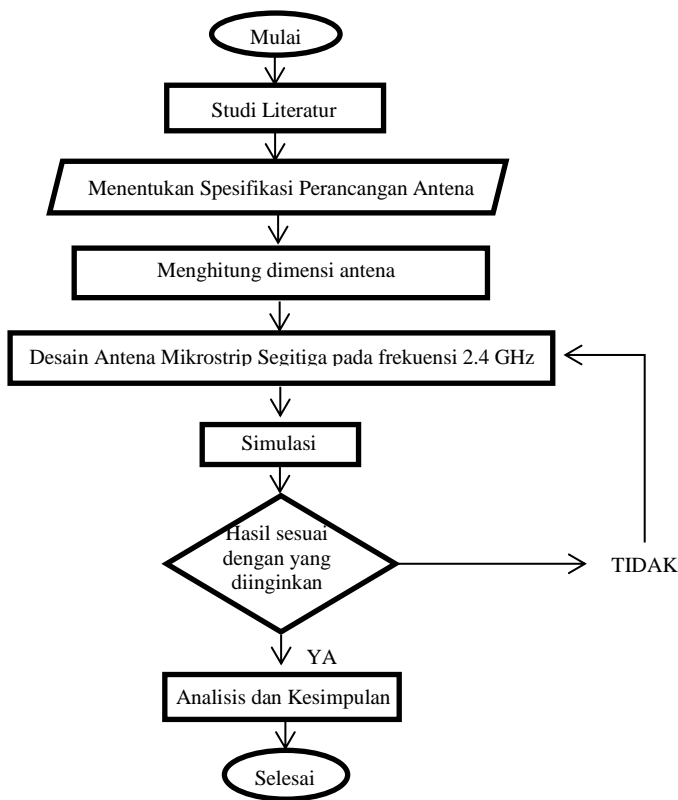 Mulai
Studi Literatur
Menentukan Spesifikasi Perancangan Antena
Menghitung dimensi antena
Desain Antena Mikrostrip Segitiga pada frekuensi 2.4 GHz
Simulasi
Hasil sesuai
dengan yang
diinginkan
TIDAK
YA
Analisis dan Kesimpulan
Selesai